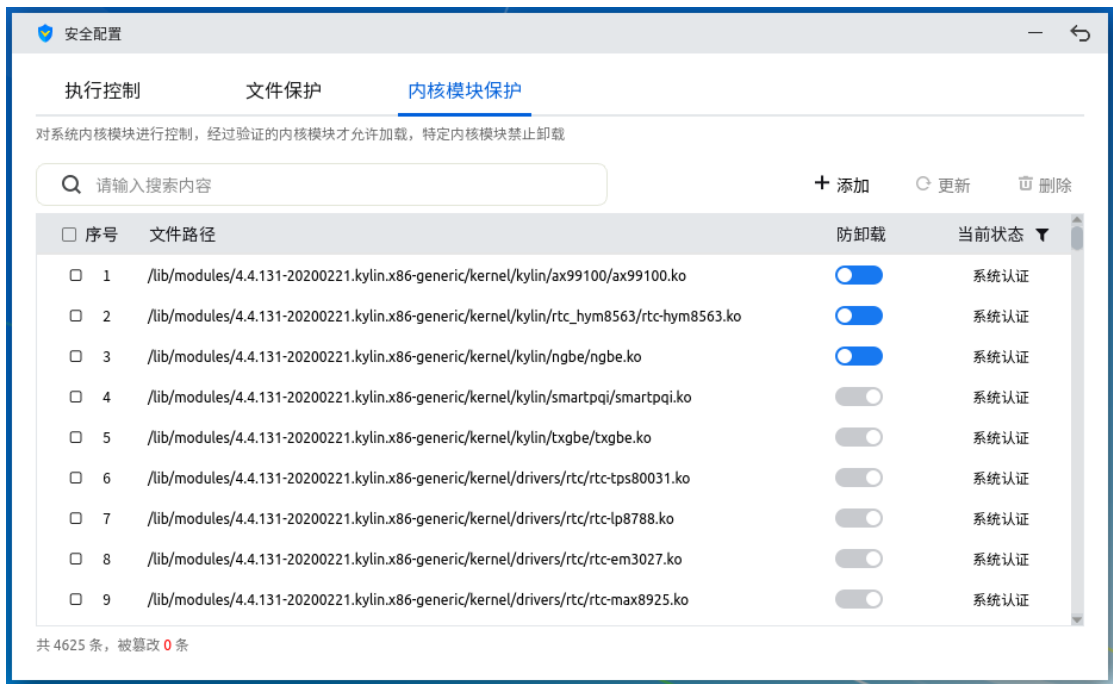 安全配置
执行控制 文件保护 内核模块保护
对系统内核模块进行控制，经过验证的内核模块才允许加载，特定内核模块禁止卸载
请输入搜索内容 添加 更新 删除
序号 文件路径 防卸载 当前状态
1 /lib/modules/4.4.131-20200221.kylin.x86-generic/kernel/kylin/ax99100/ax99100.ko 系统认证
2 /lib/modules/4.4.131-20200221.kylin.x86-generic/kernel/kylin/rtc_hym8563/rtc-hym8563.ko 系统认证
3 /lib/modules/4.4.131-20200221.kylin.x86-generic/kernel/kylin/ngbe/ngbe.ko 系统认证
4 /lib/modules/4.4.131-20200221.kylin.x86-generic/kernel/kylin/smartpqi/smartpqi.ko 系统认证
5 /lib/modules/4.4.131-20200221.kylin.x86-generic/kernel/kylin/txgbe/txgbe.ko 系统认证
6 /lib/modules/4.4.131-20200221.kylin.x86-generic/kernel/drivers/rtc/rtc-tps80031.ko 系统认证
7 /lib/modules/4.4.131-20200221.kylin.x86-generic/kernel/drivers/rtc/rtc-lp8788.ko 系统认证
8 /lib/modules/4.4.131-20200221.kylin.x86-generic/kernel/drivers/rtc/rtc-em3027.ko 系统认证
9 /lib/modules/4.4.131-20200221.kylin.x86-generic/kernel/drivers/rtc/rtc-max8925.ko 系统认证
共 4625 条，被篡改 0 条